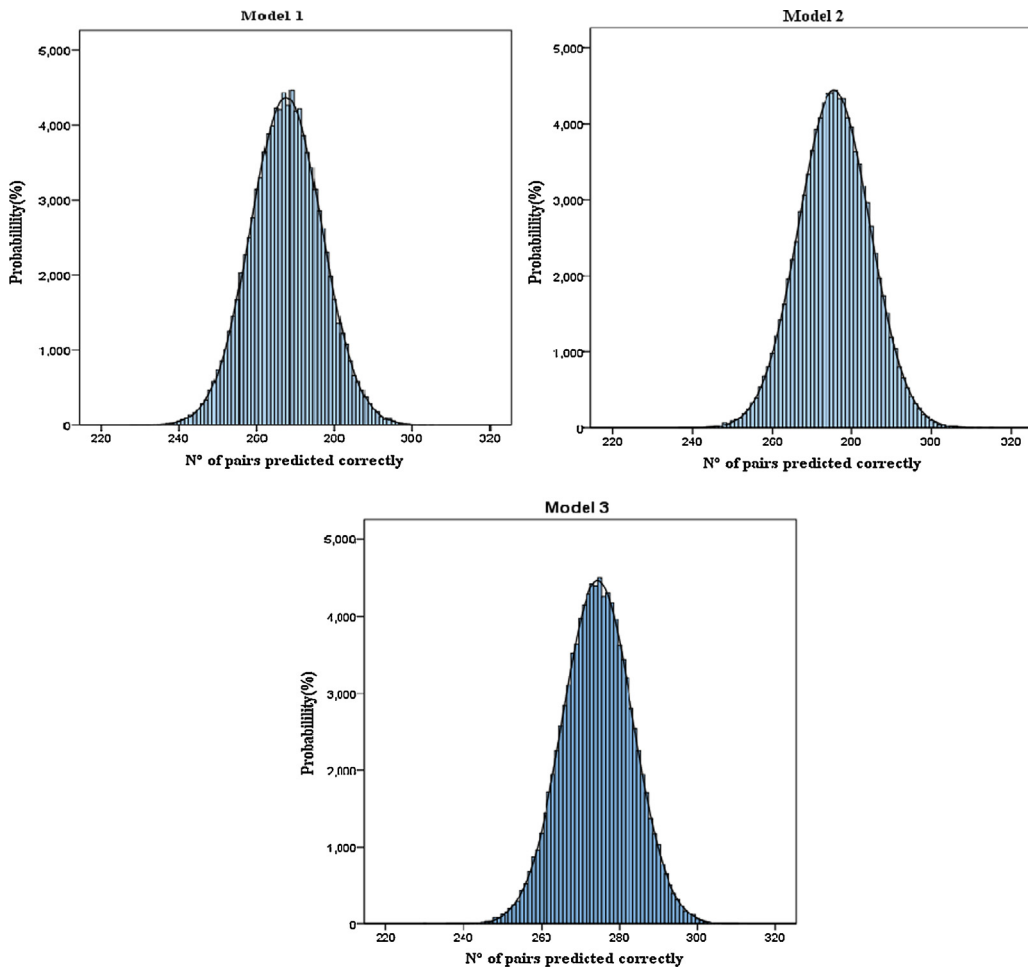 Model 1
5,000
4,000
3,000
2,000
1,000
0
Probabilility(%)
220 240 260 280 300 320
N° of pairs predicted correctly
Model 2
5,000
4,000
3,000
2,000
1,000
0
Probabilility(%)
220 240 260 280 300 320
N° of pairs predicted correctly
Model 3
5,000
4,000
3,000
2,000
1,000
0
Probabilility(%)
220 240 260 280 300 320
N° of pairs predicted correctly